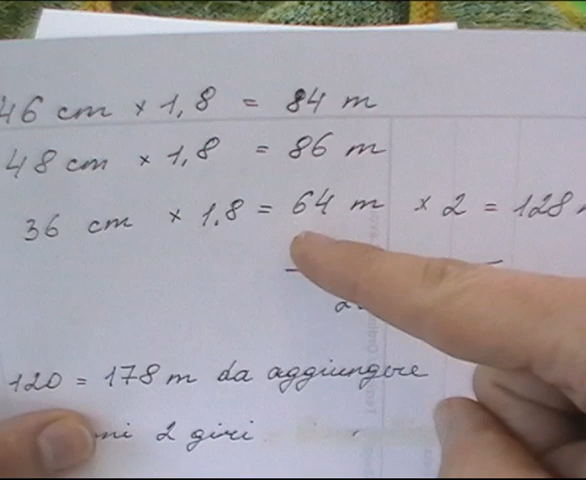 46 cm × 1,8 = 84 m
48 cm × 1,8 = 86 m
36 cm × 1,8 = 64 m × 2 = 128
120 = 178 m da aggiungere
2 giri